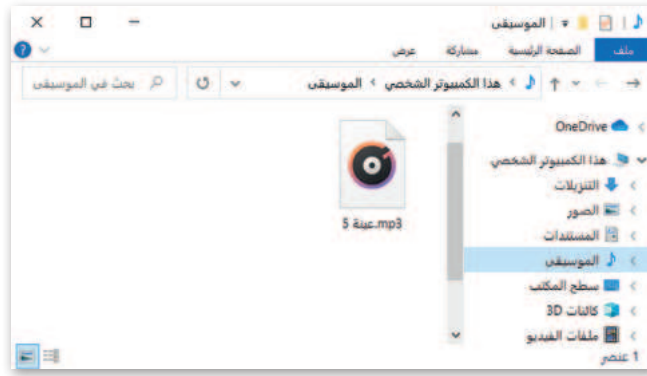 الموسيقى
ملف الصفحة الرئيسية مشاركة عرض
هذا الكمبيوتر الشخصي > الموسيقى
بحث في الموسيقى
OneDrive
هذا الكمبيوتر الشخصي
التنزيلات
الصور
المستندات
الموسيقى
سطح المكتب
كائنات 3D
ملفات الفيديو
عينة 5.mp3
1 عنصر